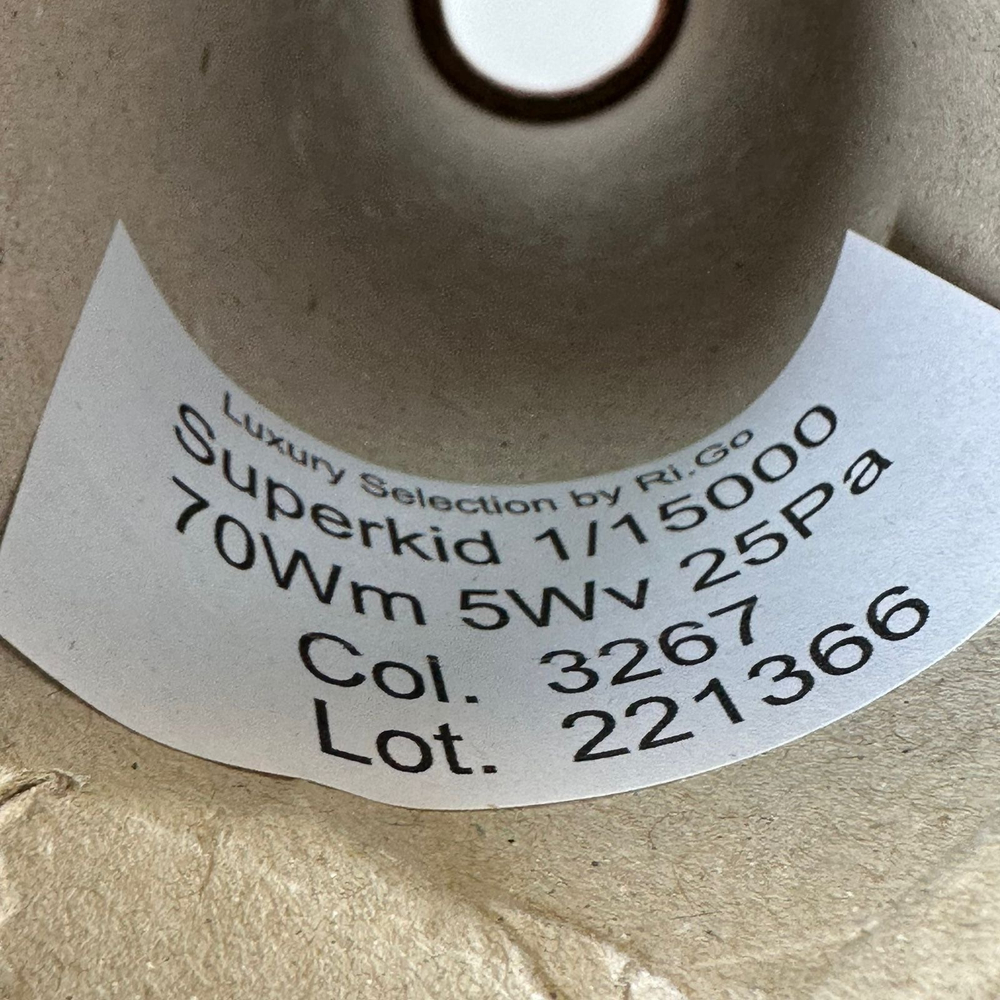 Luxury Selection by Ri.Go
Superkid 1/15000
70Wm 5Wv 25Pa
Col. 3267
Lot. 221366